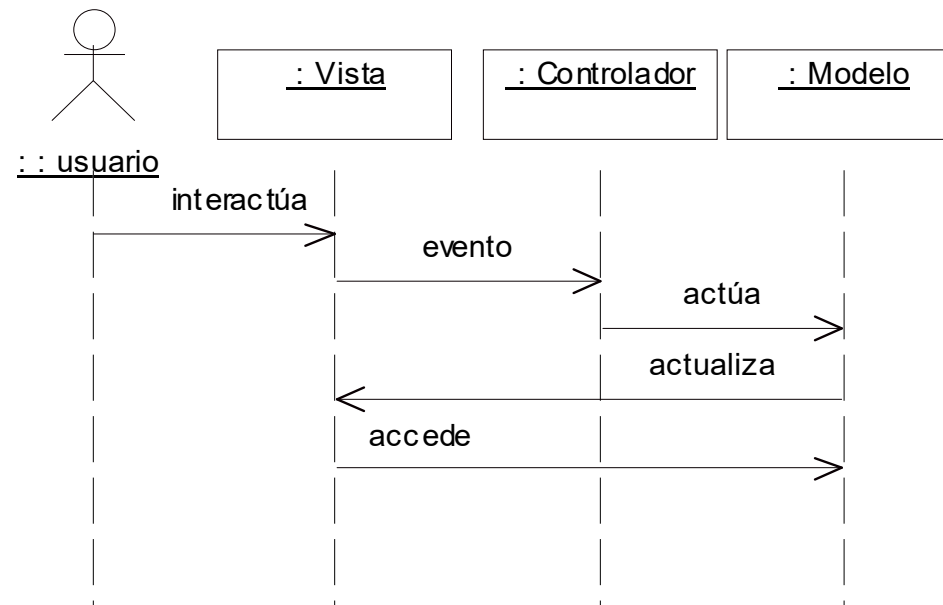 : Vista
: Controlador
: Modelo
: : usuario
interactúa
evento
actúa
actualiza
accede